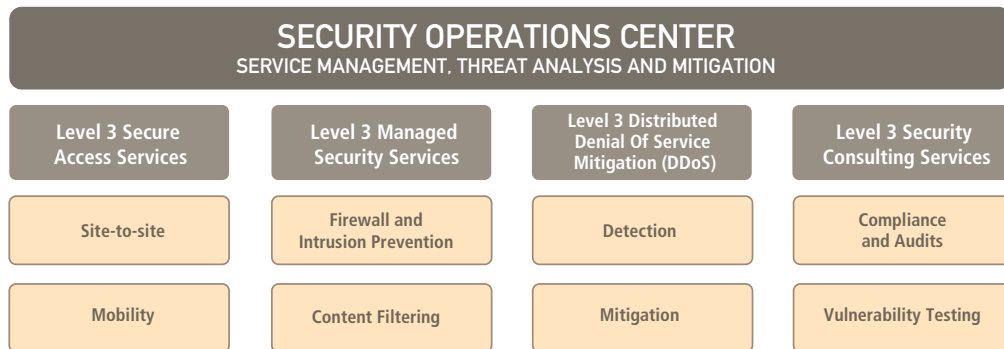 SECURITY OPERATIONS CENTER
SERVICE MANAGEMENT, THREAT ANALYSIS AND MITIGATION
Level 3 Secure
Access Services
Level 3 Managed
Security Services
Level 3 Distributed
Denial Of Service
Mitigation (DDoS)
Level 3 Security
Consulting Services
Site-to-site
Firewall and
Intrusion Prevention
Detection
Compliance
and Audits
Mobility
Content Filtering
Mitigation
Vulnerability Testing